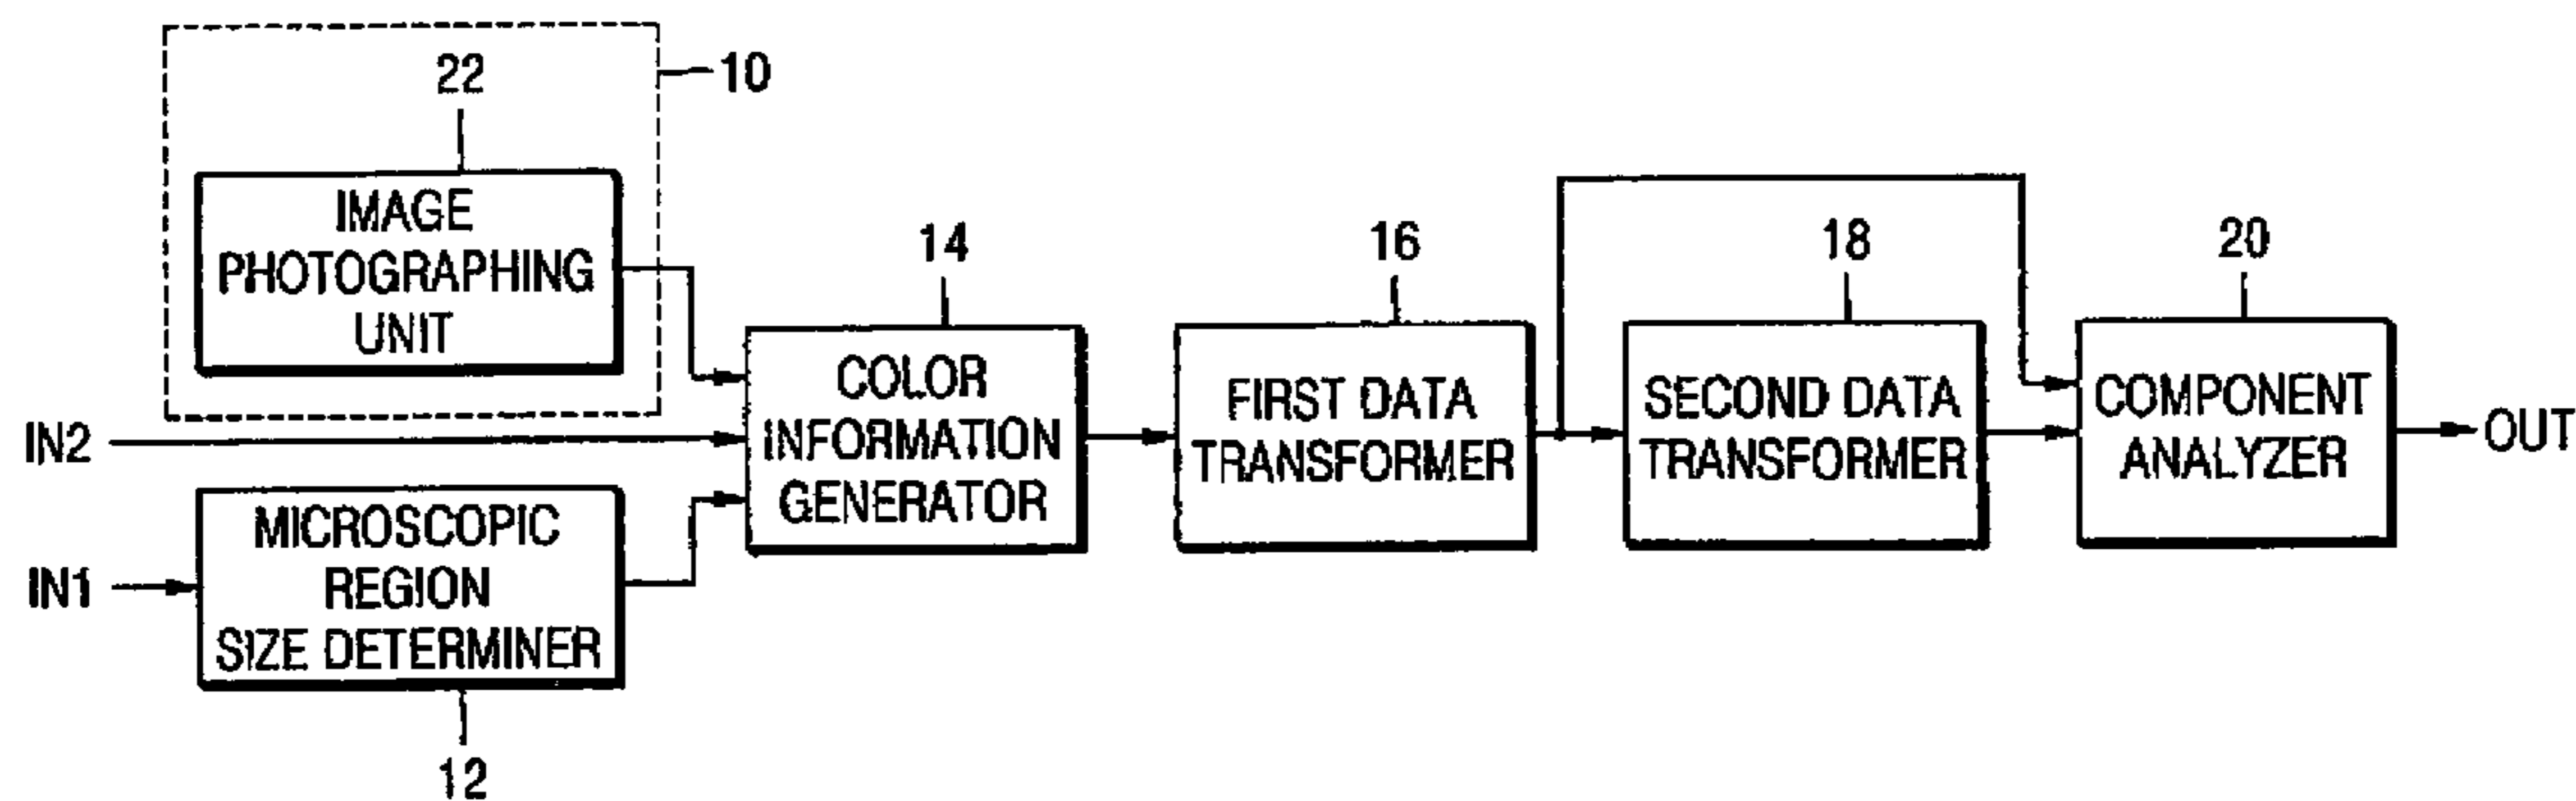 10
22
IMAGE
PHOTOGRAPHING
UNIT
IN2
IN1
MICROSCOPIC
REGION
SIZE DETERMINER
12
14
COLOR
INFORMATION
GENERATOR
16
FIRST DATA
TRANSFORMER
18
SECOND DATA
TRANSFORMER
20
COMPONENT
ANALYZER
OUT